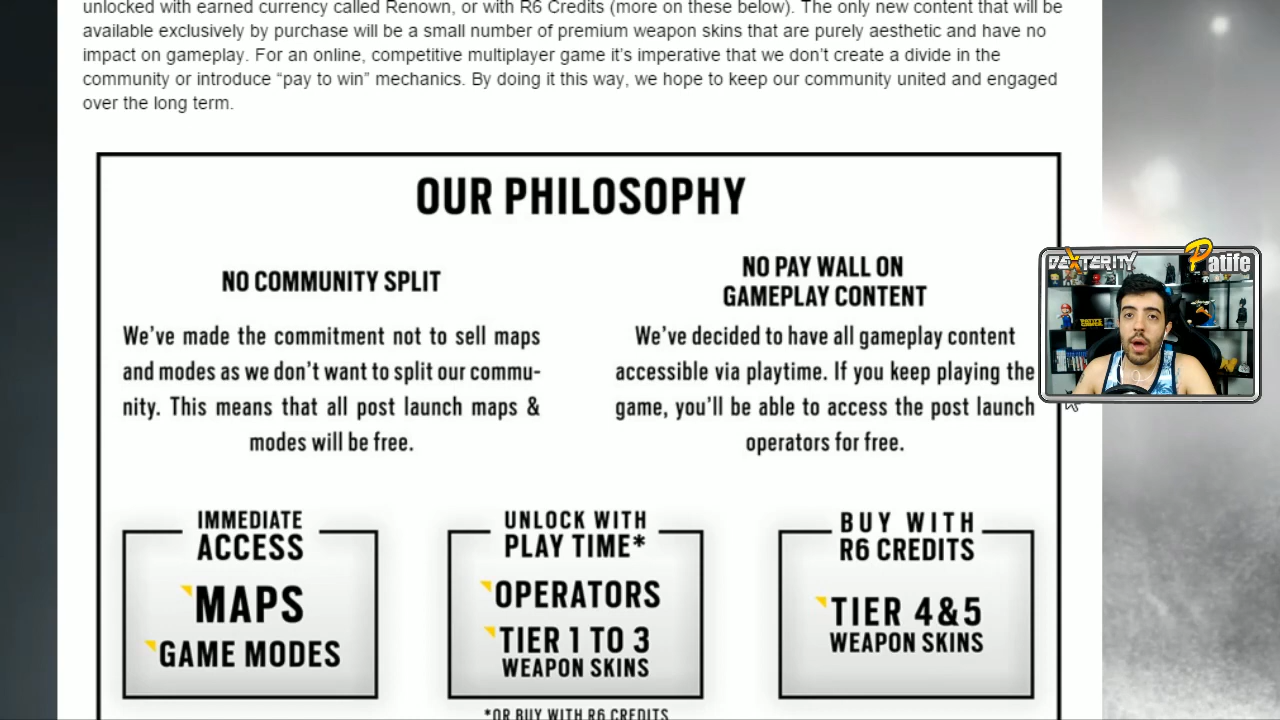 unlocked with earned currency called Renown, or with R6 Credits (more on these below). The only new content that will be
available exclusively by purchase will be a small number of premium weapon skins that are purely aesthetic and have no
impact on gameplay. For an online, competitive multiplayer game it’s imperative that we don’t create a divide in the
community or introduce “pay to win” mechanics. By doing it this way, we hope to keep our community united and engaged
over the long term.
OUR PHILOSOPHY
NO COMMUNITY SPLIT
We’ve made the commitment not to sell maps
and modes as we don’t want to split our commu-
nity. This means that all post launch maps &
modes will be free.
NO PAY WALL ON
GAMEPLAY CONTENT
We’ve decided to have all gameplay content
accessible via playtime. If you keep playing the
game, you’ll be able to access the post launch
operators for free.
DEXTERITY
Patife
IMMEDIATE
ACCESS
MAPS
GAME MODES
UNLOCK WITH
PLAY TIME*
OPERATORS
TIER 1 TO 3
WEAPON SKINS
BUY WITH
R6 CREDITS
TIER 4&5
WEAPON SKINS
*OR BUY WITH R6 CREDITS